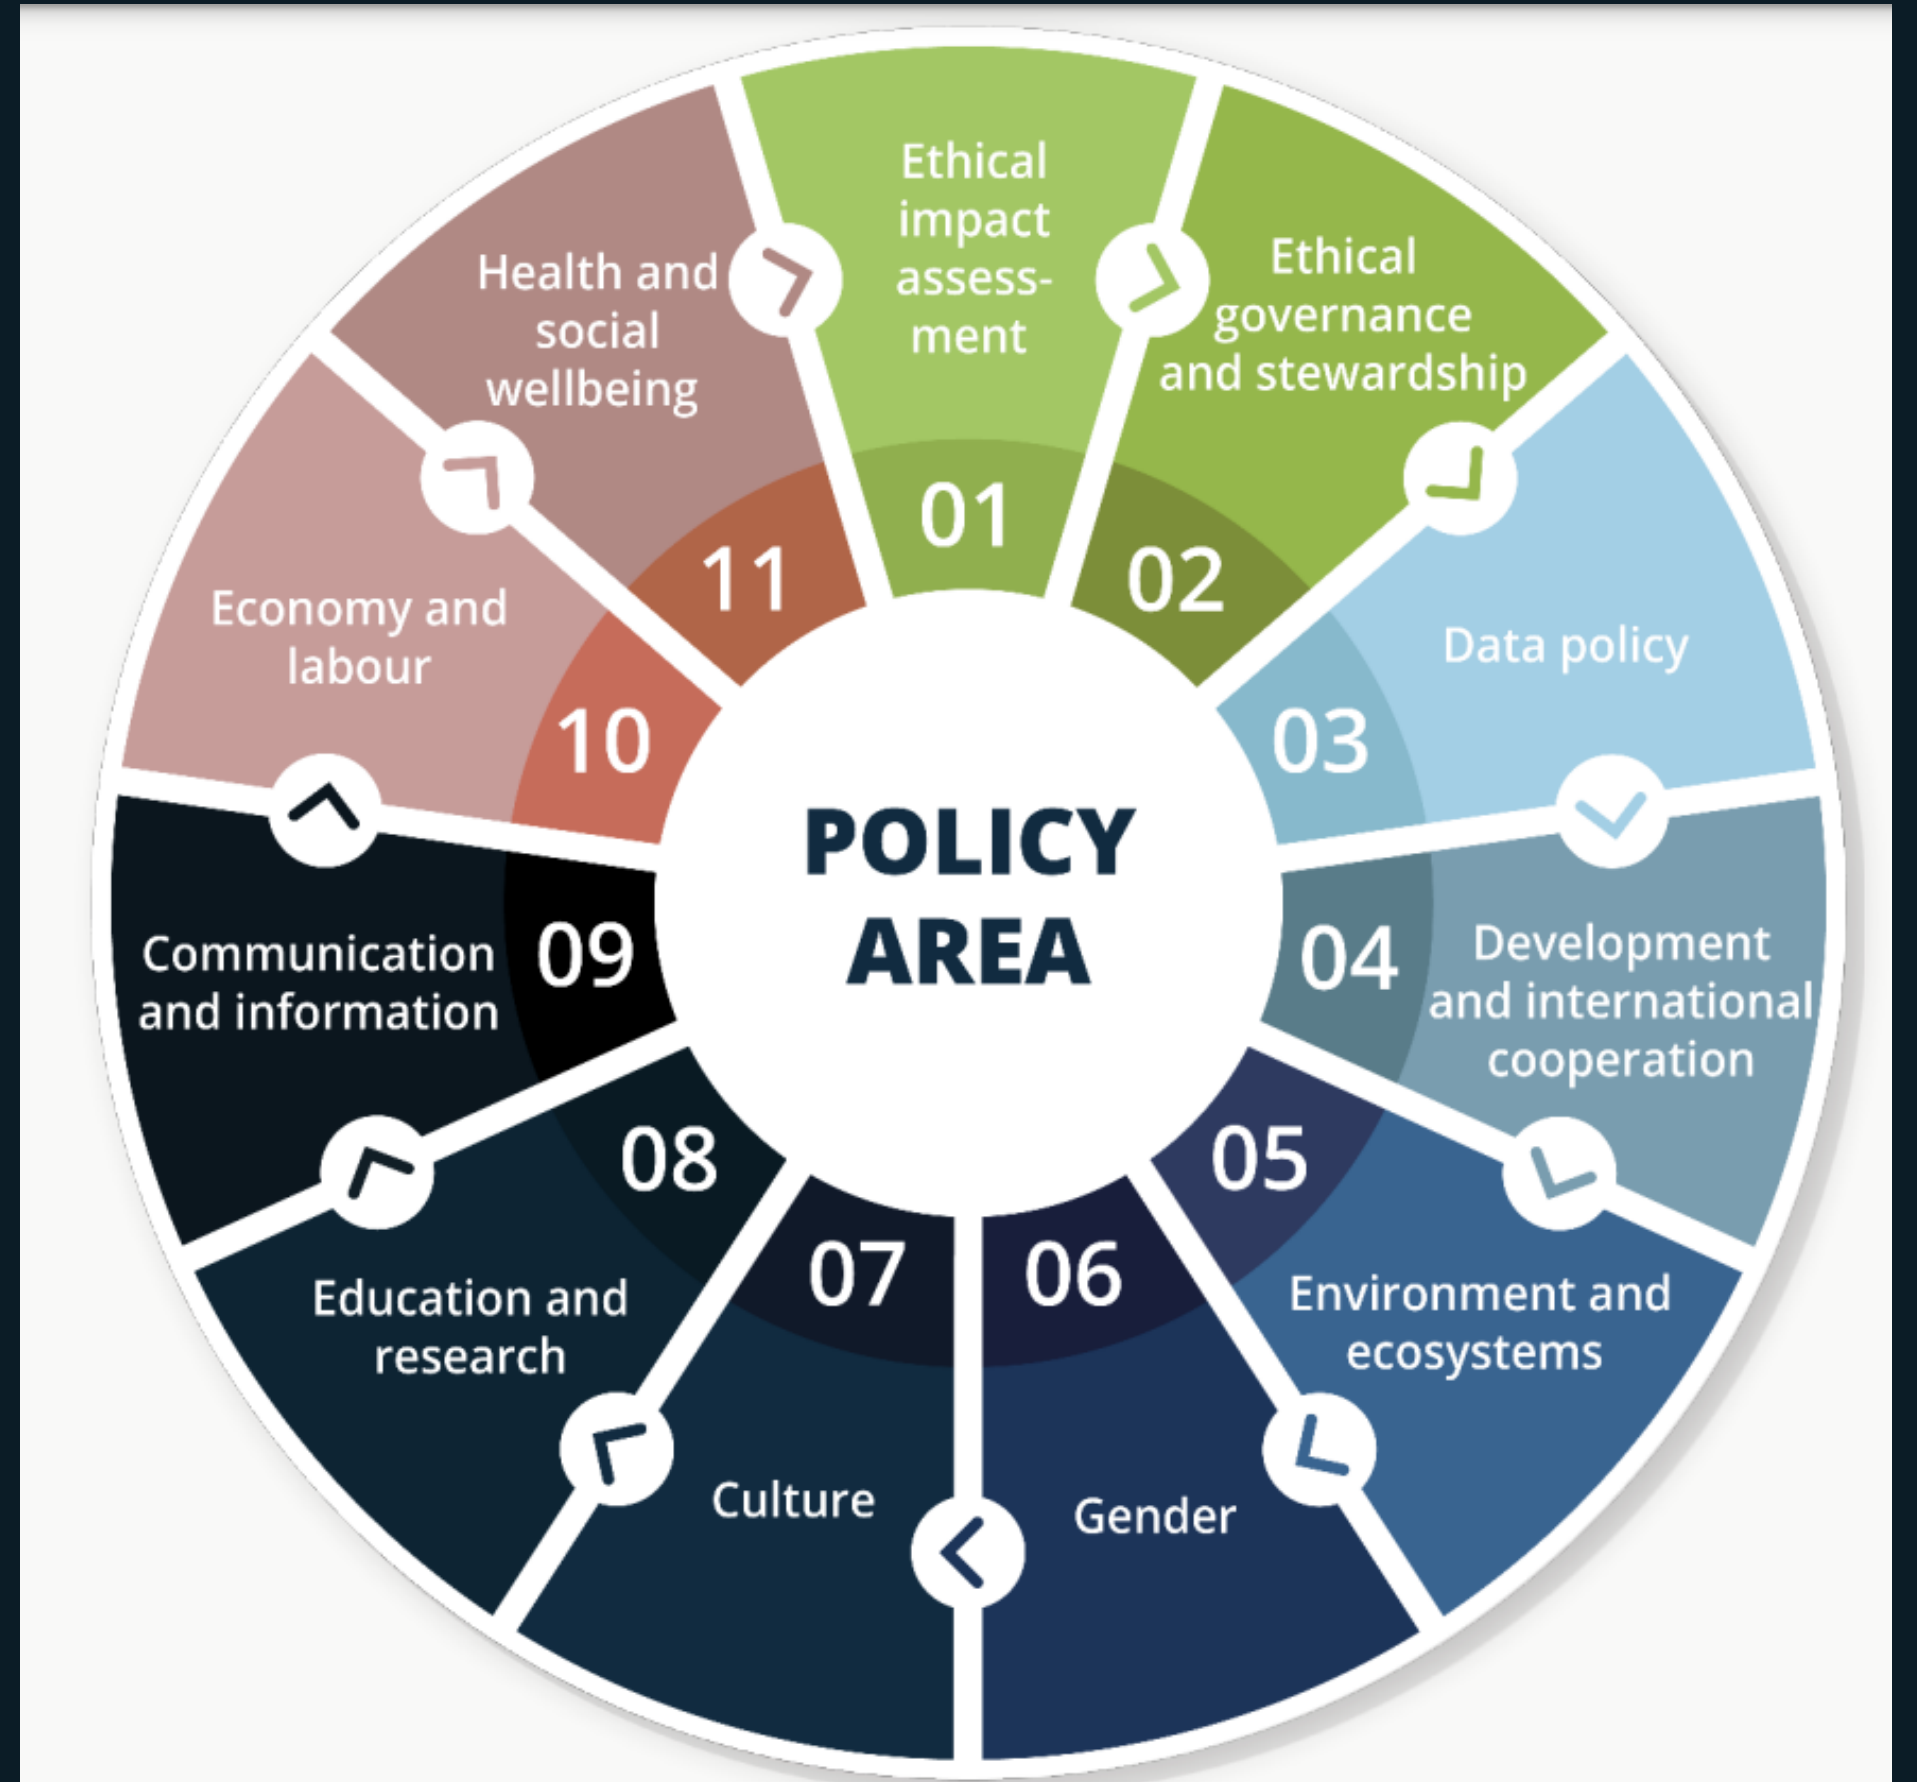 POLICY
AREA
01
Ethical
impact
assess-
ment
02
Ethical
governance
and stewardship
03
Data policy
04
Development
and international
cooperation
05
Environment and
ecosystems
06
Gender
07
Culture
08
Education and
research
09
Communication
and information
10
Economy and
labour
11
Health and
social
wellbeing